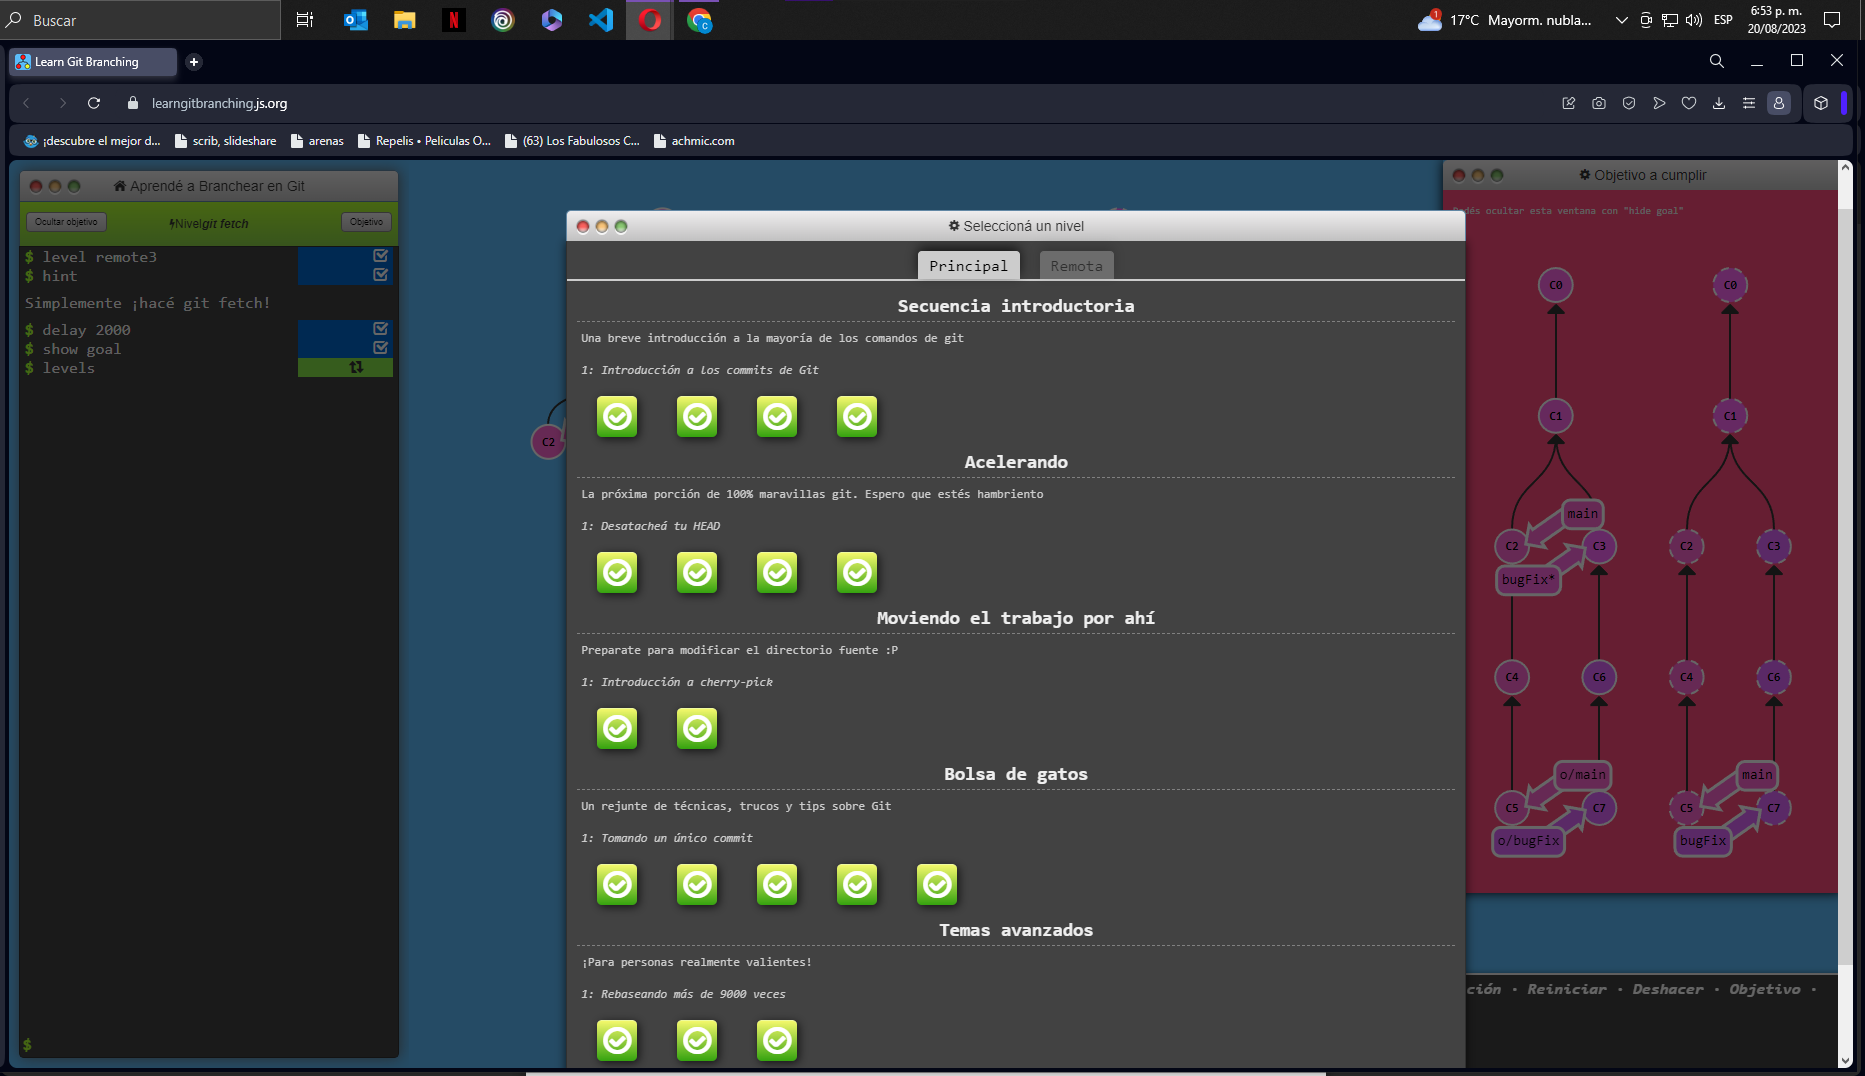 Buscar
1
17°C Mayorm. nubla...
ESP
6:53 p. m.
20/08/2023
Learn Git Branching
learngitbranching.js.org
¡descubre el mejor d...
scrib, slideshare
arenas
Repelis • Peliculas O...
(63) Los Fabulosos C...
achmic.com
Aprendé a Branchear en Git
Ocultar objetivo
Nivel git fetch
Objetivo
$ level remote3
$ hint
Simplemente ¡hacé git fetch!
$ delay 2000
$ show goal
$ levels
$
C2
Seleccioná un nivel
Principal
Remota
Secuencia introductoria
Una breve introducción a la mayoría de los comandos de git
1: Introducción a los commits de Git
Acelerando
La próxima porción de 100% maravillas git. Espero que estés hambriento
1: Desatacheá tu HEAD
Moviendo el trabajo por ahí
Preparate para modificar el directorio fuente :P
1: Introducción a cherry-pick
Bolsa de gatos
Un rejunte de técnicas, trucos y tips sobre Git
1: Tomando un único commit
Temas avanzados
¡Para personas realmente valientes!
1: Rebaseando más de 9000 veces
Objetivo a cumplir
odés ocultar esta ventana con "hide goal"
C0 C0
C1 C1
main
C2 C3 C2 C3
bugFix*
C4 C6 C4 C6
o/main main
C5 C7 C5 C7
o/bugFix bugFix
ción · Reiniciar · Deshacer · Objetivo ·